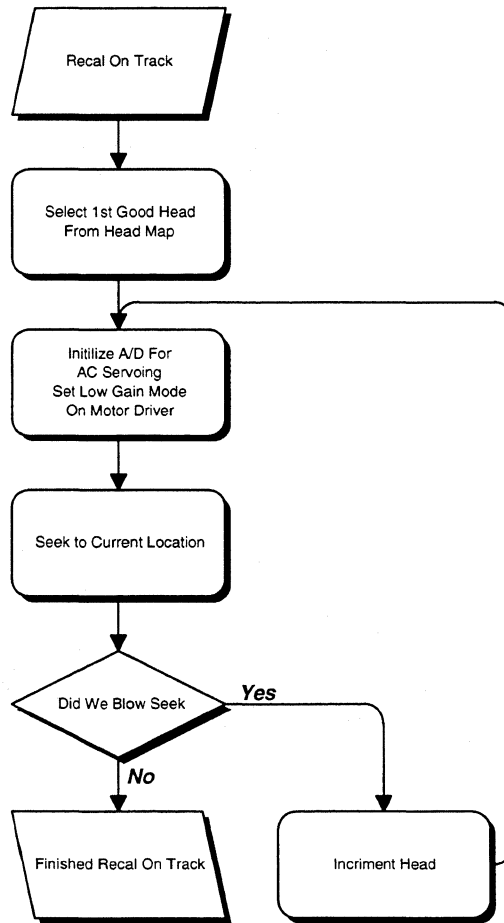 Recal On Track
Select 1st Good Head
From Head Map
Initilize A/D For
AC Servoing
Set Low Gain Mode
On Motor Driver
Seek to Current Location
Did We Blow Seek
Yes
No
Finished Recal On Track
Incriment Head